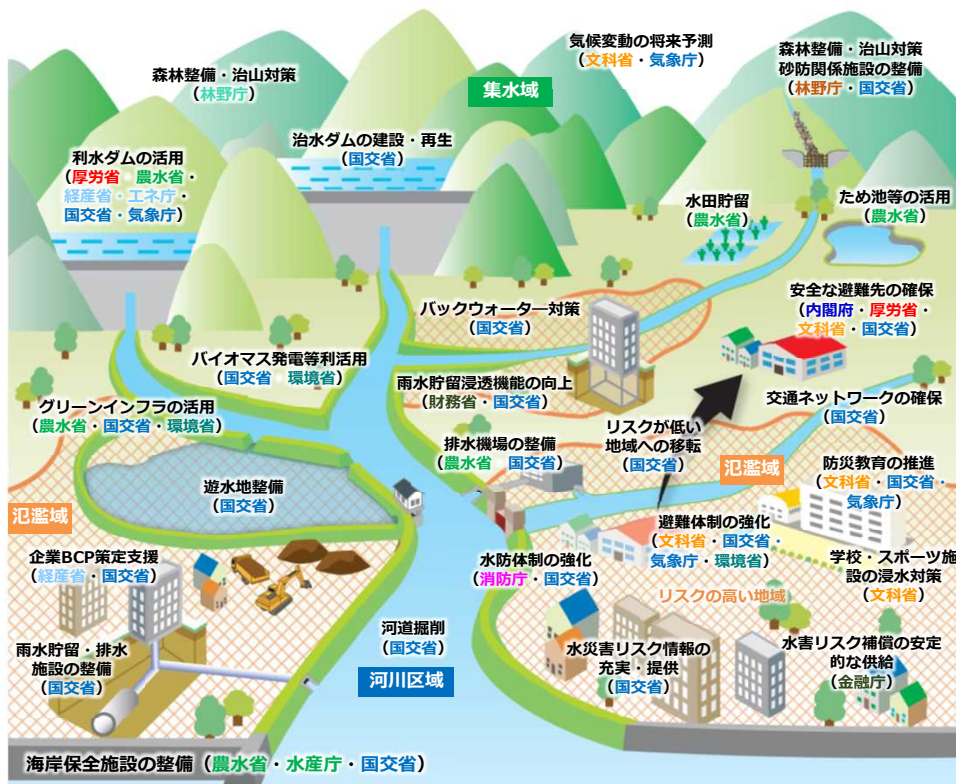 気候変動の将来予測
（文科省・気象庁）
森林整備・治山対策
砂防関係施設の整備
（林野庁・国交省）
森林整備・治山対策
（林野庁）
集水域
治水ダムの建設・再生
（国交省）
利水ダムの活用
（厚労省・農水省・
経産省・エネ庁・
国交省・気象庁）
水田貯留
（農水省）
ため池等の活用
（農水省）
安全な避難先の確保
（内閣府・厚労省・
文科省・国交省）
バックウォーター対策
（国交省）
バイオマス発電等利活用
（国交省・環境省）
雨水貯留浸透機能の向上
（財務省・国交省）
交通ネットワークの確保
（国交省）
グリーンインフラの活用
（農水省・国交省・環境省）
排水機場の整備
（農水省　国交省）
リスクが低い
地域への移転
（国交省）
氾濫域
防災教育の推進
（文科省・国交省・
気象庁）
遊水地整備
（国交省）
氾濫域
避難体制の強化
（文科省・国交省・
気象庁・環境省）
企業BCP策定支援
（経産省・国交省）
水防体制の強化
（消防庁・国交省）
学校・スポーツ施
設の浸水対策
（文科省）
リスクの高い地域
河道掘削
（国交省）
雨水貯留・排水
施設の整備
（国交省）
水災害リスク情報の
充実・提供
（国交省）
水害リスク補償の安定
的な供給
（金融庁）
河川区域
海岸保全施設の整備（農水省・水産庁・国交省）